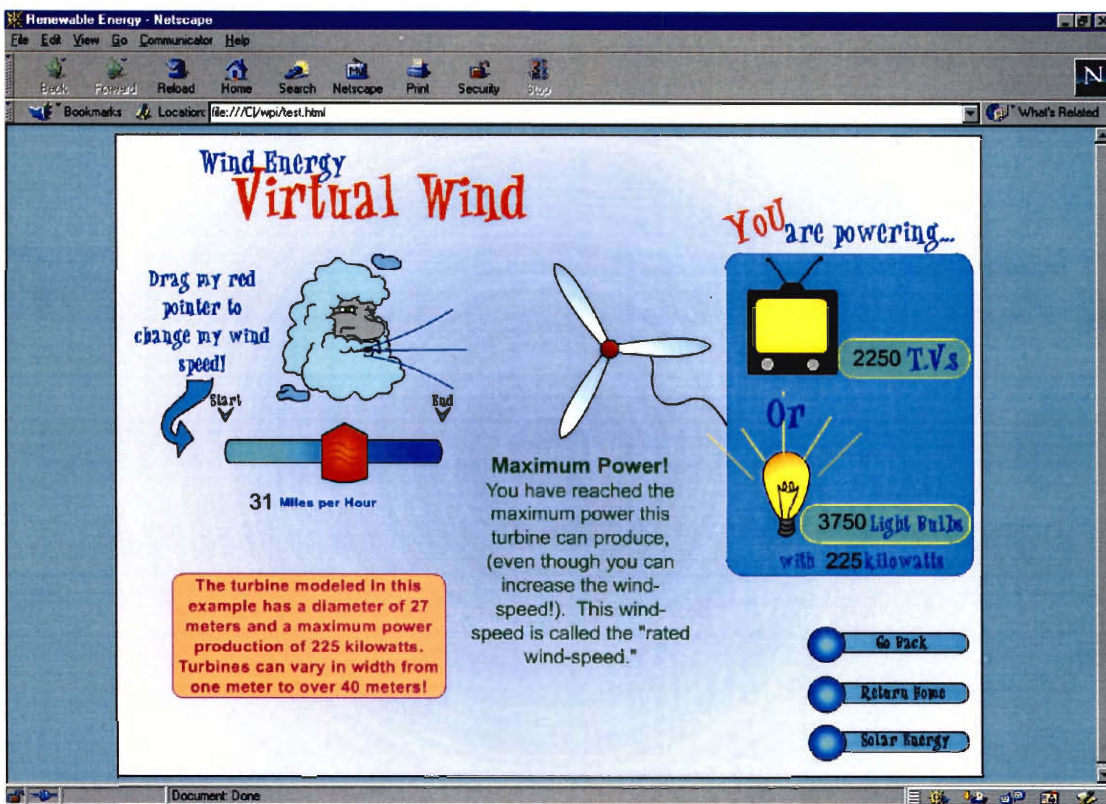 Renewable Energy - Netscape
File Edit View Go Communicator Help
Back Forward Reload Home Search Netscape Print Security Stop
N
Bookmarks Location: file:///C|/wpi/test.html What's Related
Wind Energy
Virtual Wind
YOU are powering...
Drag my red
pointer to
change my wind
speed!
Start
End
31 Miles per Hour
The turbine modeled in this
example has a diameter of 27
meters and a maximum power
production of 225 kilowatts.
Turbines can vary in width from
one meter to over 40 meters!
Maximum Power!
You have reached the
maximum power this
turbine can produce,
(even though you can
increase the wind-
speed!). This wind-
speed is called the "rated
wind-speed."
2250 T.V.s
Or
3750 Light Bulbs
with 225 kilowatts
Go Back
Return Home
Solar Energy
Document: Done